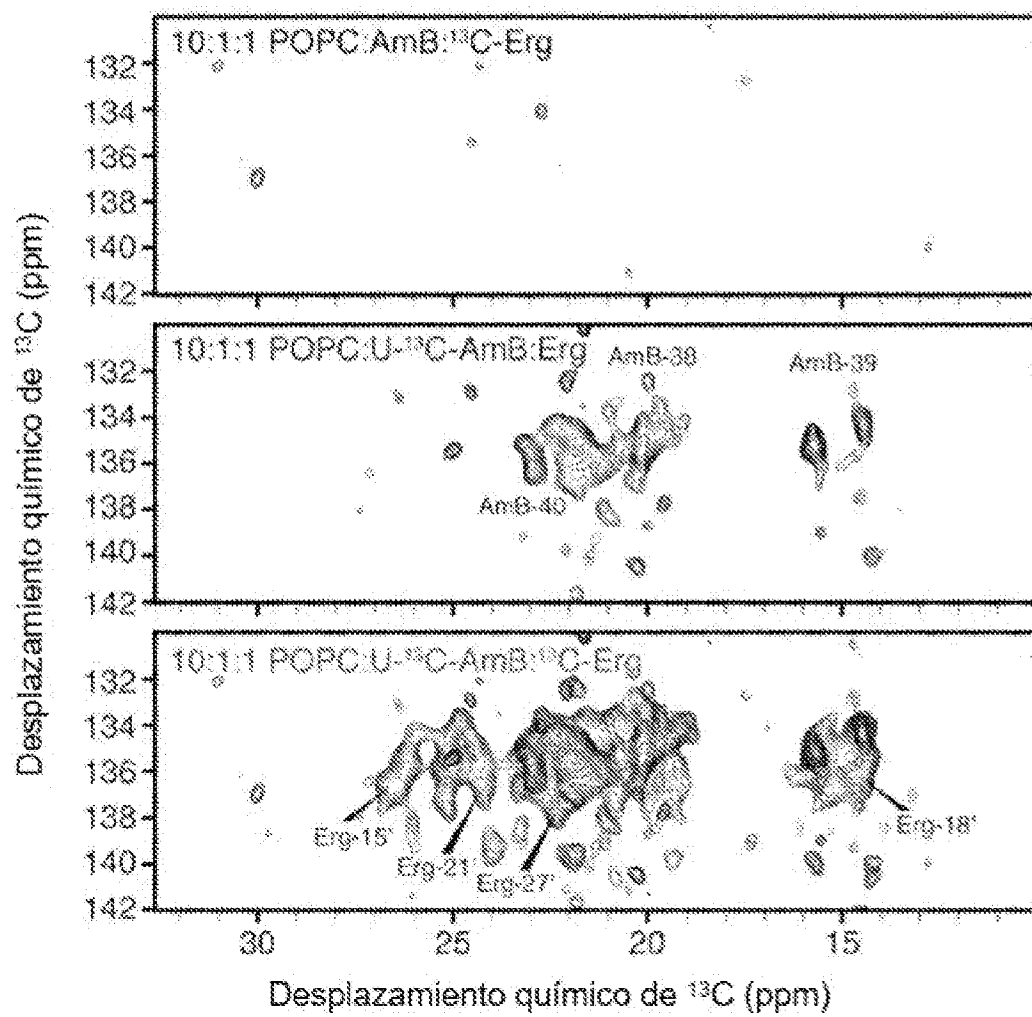 10:1:1 POPC:AmB:¹³C-Erg
132
134
136
138
140
142
10:1:1 POPC:U-¹³C-AmB:Erg
AmB-38
AmB-39
AmB-40
132
134
136
138
140
142
10:1:1 POPC:U-¹³C-AmB:¹³C-Erg
132
134
136
138
140
142
Erg-15'
Erg-21'
Erg-27'
Erg-18'
30
25
20
15
Desplazamiento químico de ¹³C (ppm)
Desplazamiento químico de ¹³C (ppm)